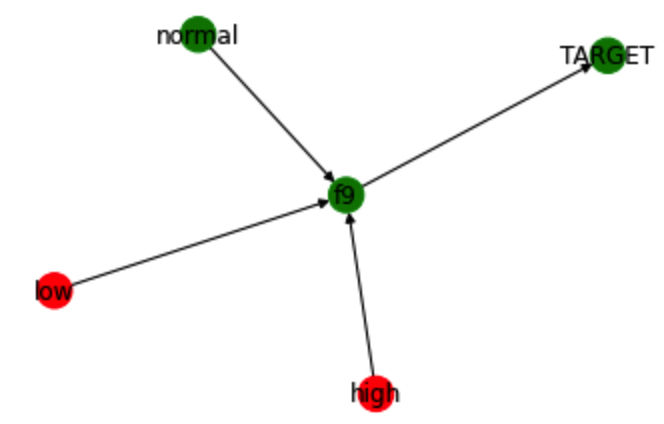 normal
TARGET
f9
low
high